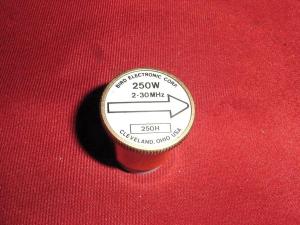 BIRD ELECTRONIC CORP.
250W
2-30MHz
250H
CLEVELAND, OHIO USA